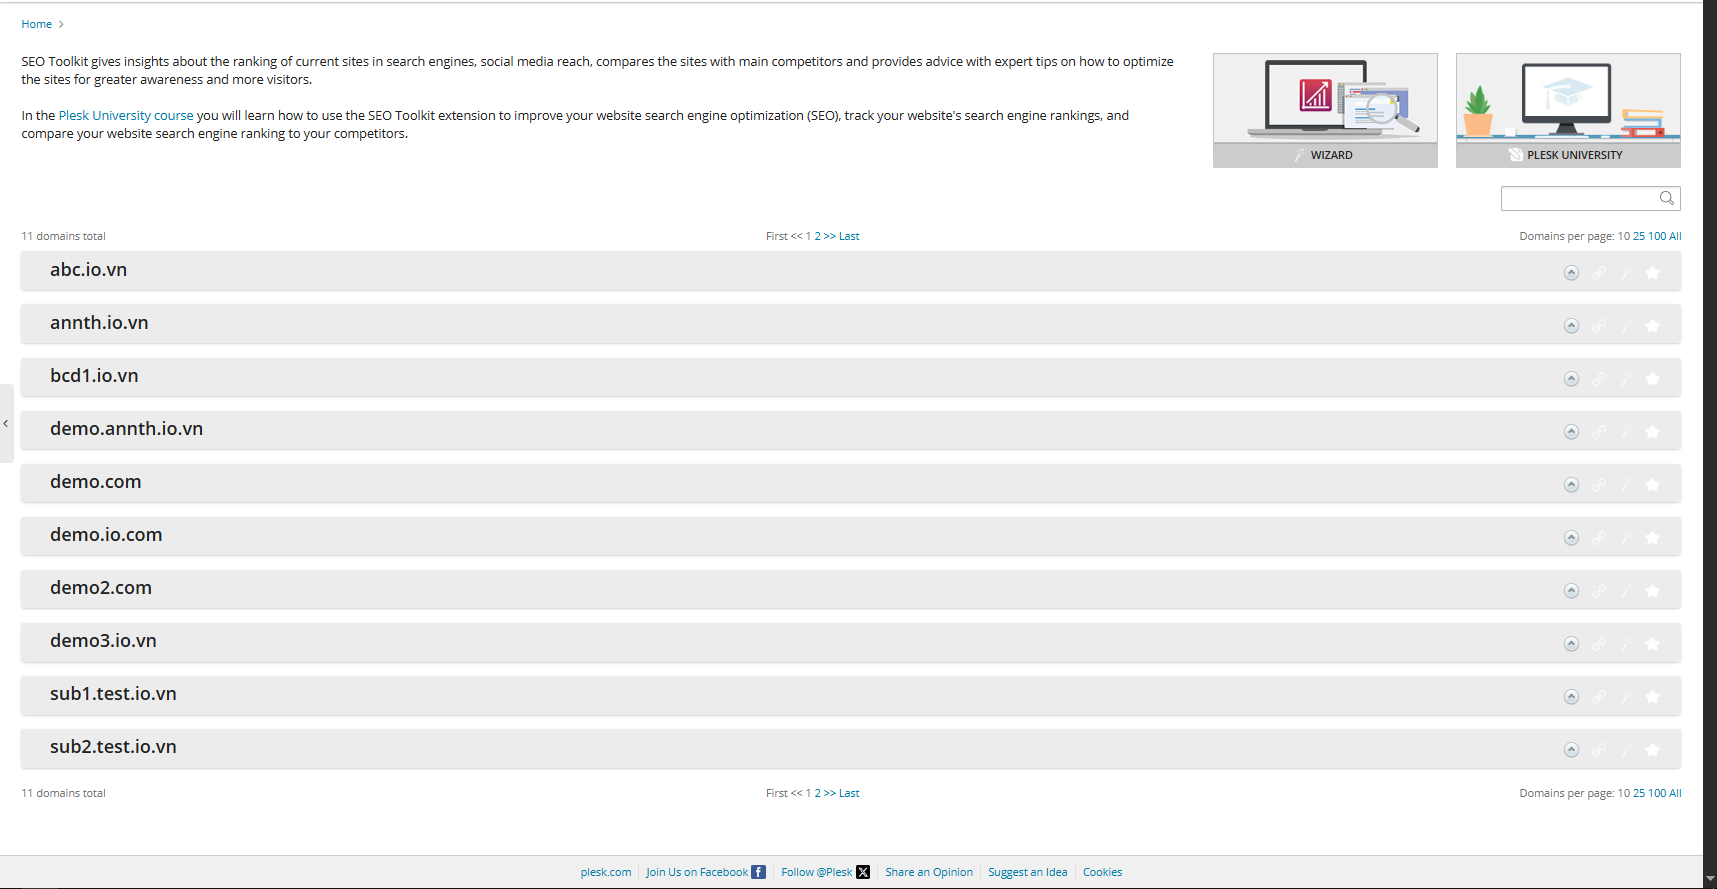 Home >
SEO Toolkit gives insights about the ranking of current sites in search engines, social media reach, compares the sites with main competitors and provides advice with expert tips on how to optimize
the sites for greater awareness and more visitors.
In the Plesk University course you will learn how to use the SEO Toolkit extension to improve your website search engine optimization (SEO), track your website's search engine rankings, and
compare your website search engine ranking to your competitors.
WIZARD
PLESK UNIVERSITY
11 domains total
First << 1 2 >> Last
Domains per page: 10 25 100 All
abc.io.vn
annth.io.vn
bcd1.io.vn
demo.annth.io.vn
demo.com
demo.io.com
demo2.com
demo3.io.vn
sub1.test.io.vn
sub2.test.io.vn
11 domains total
First << 1 2 >> Last
Domains per page: 10 25 100 All
plesk.com
Join Us on Facebook
Follow @Plesk
Share an Opinion
Suggest an Idea
Cookies